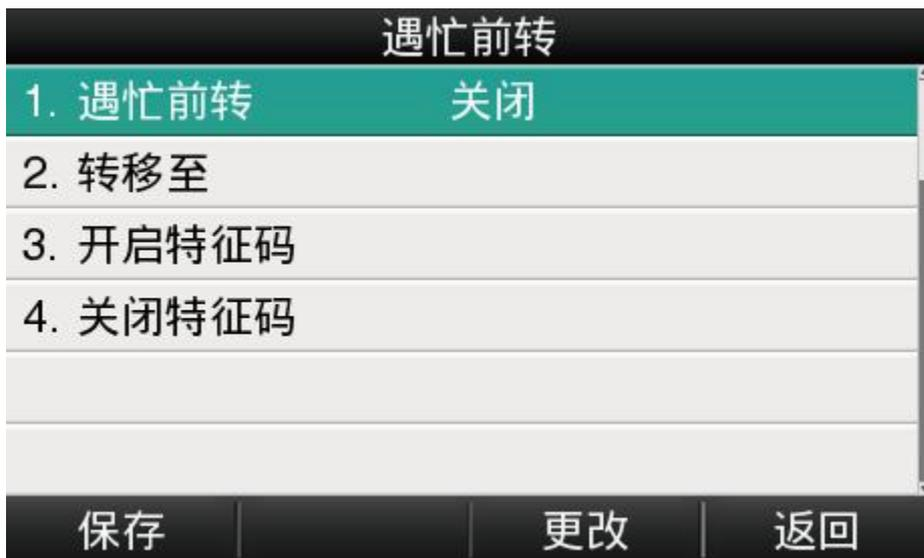 遇忙前转
1. 遇忙前转 关闭
2. 转移至
3. 开启特征码
4. 关闭特征码
保存 更改 返回